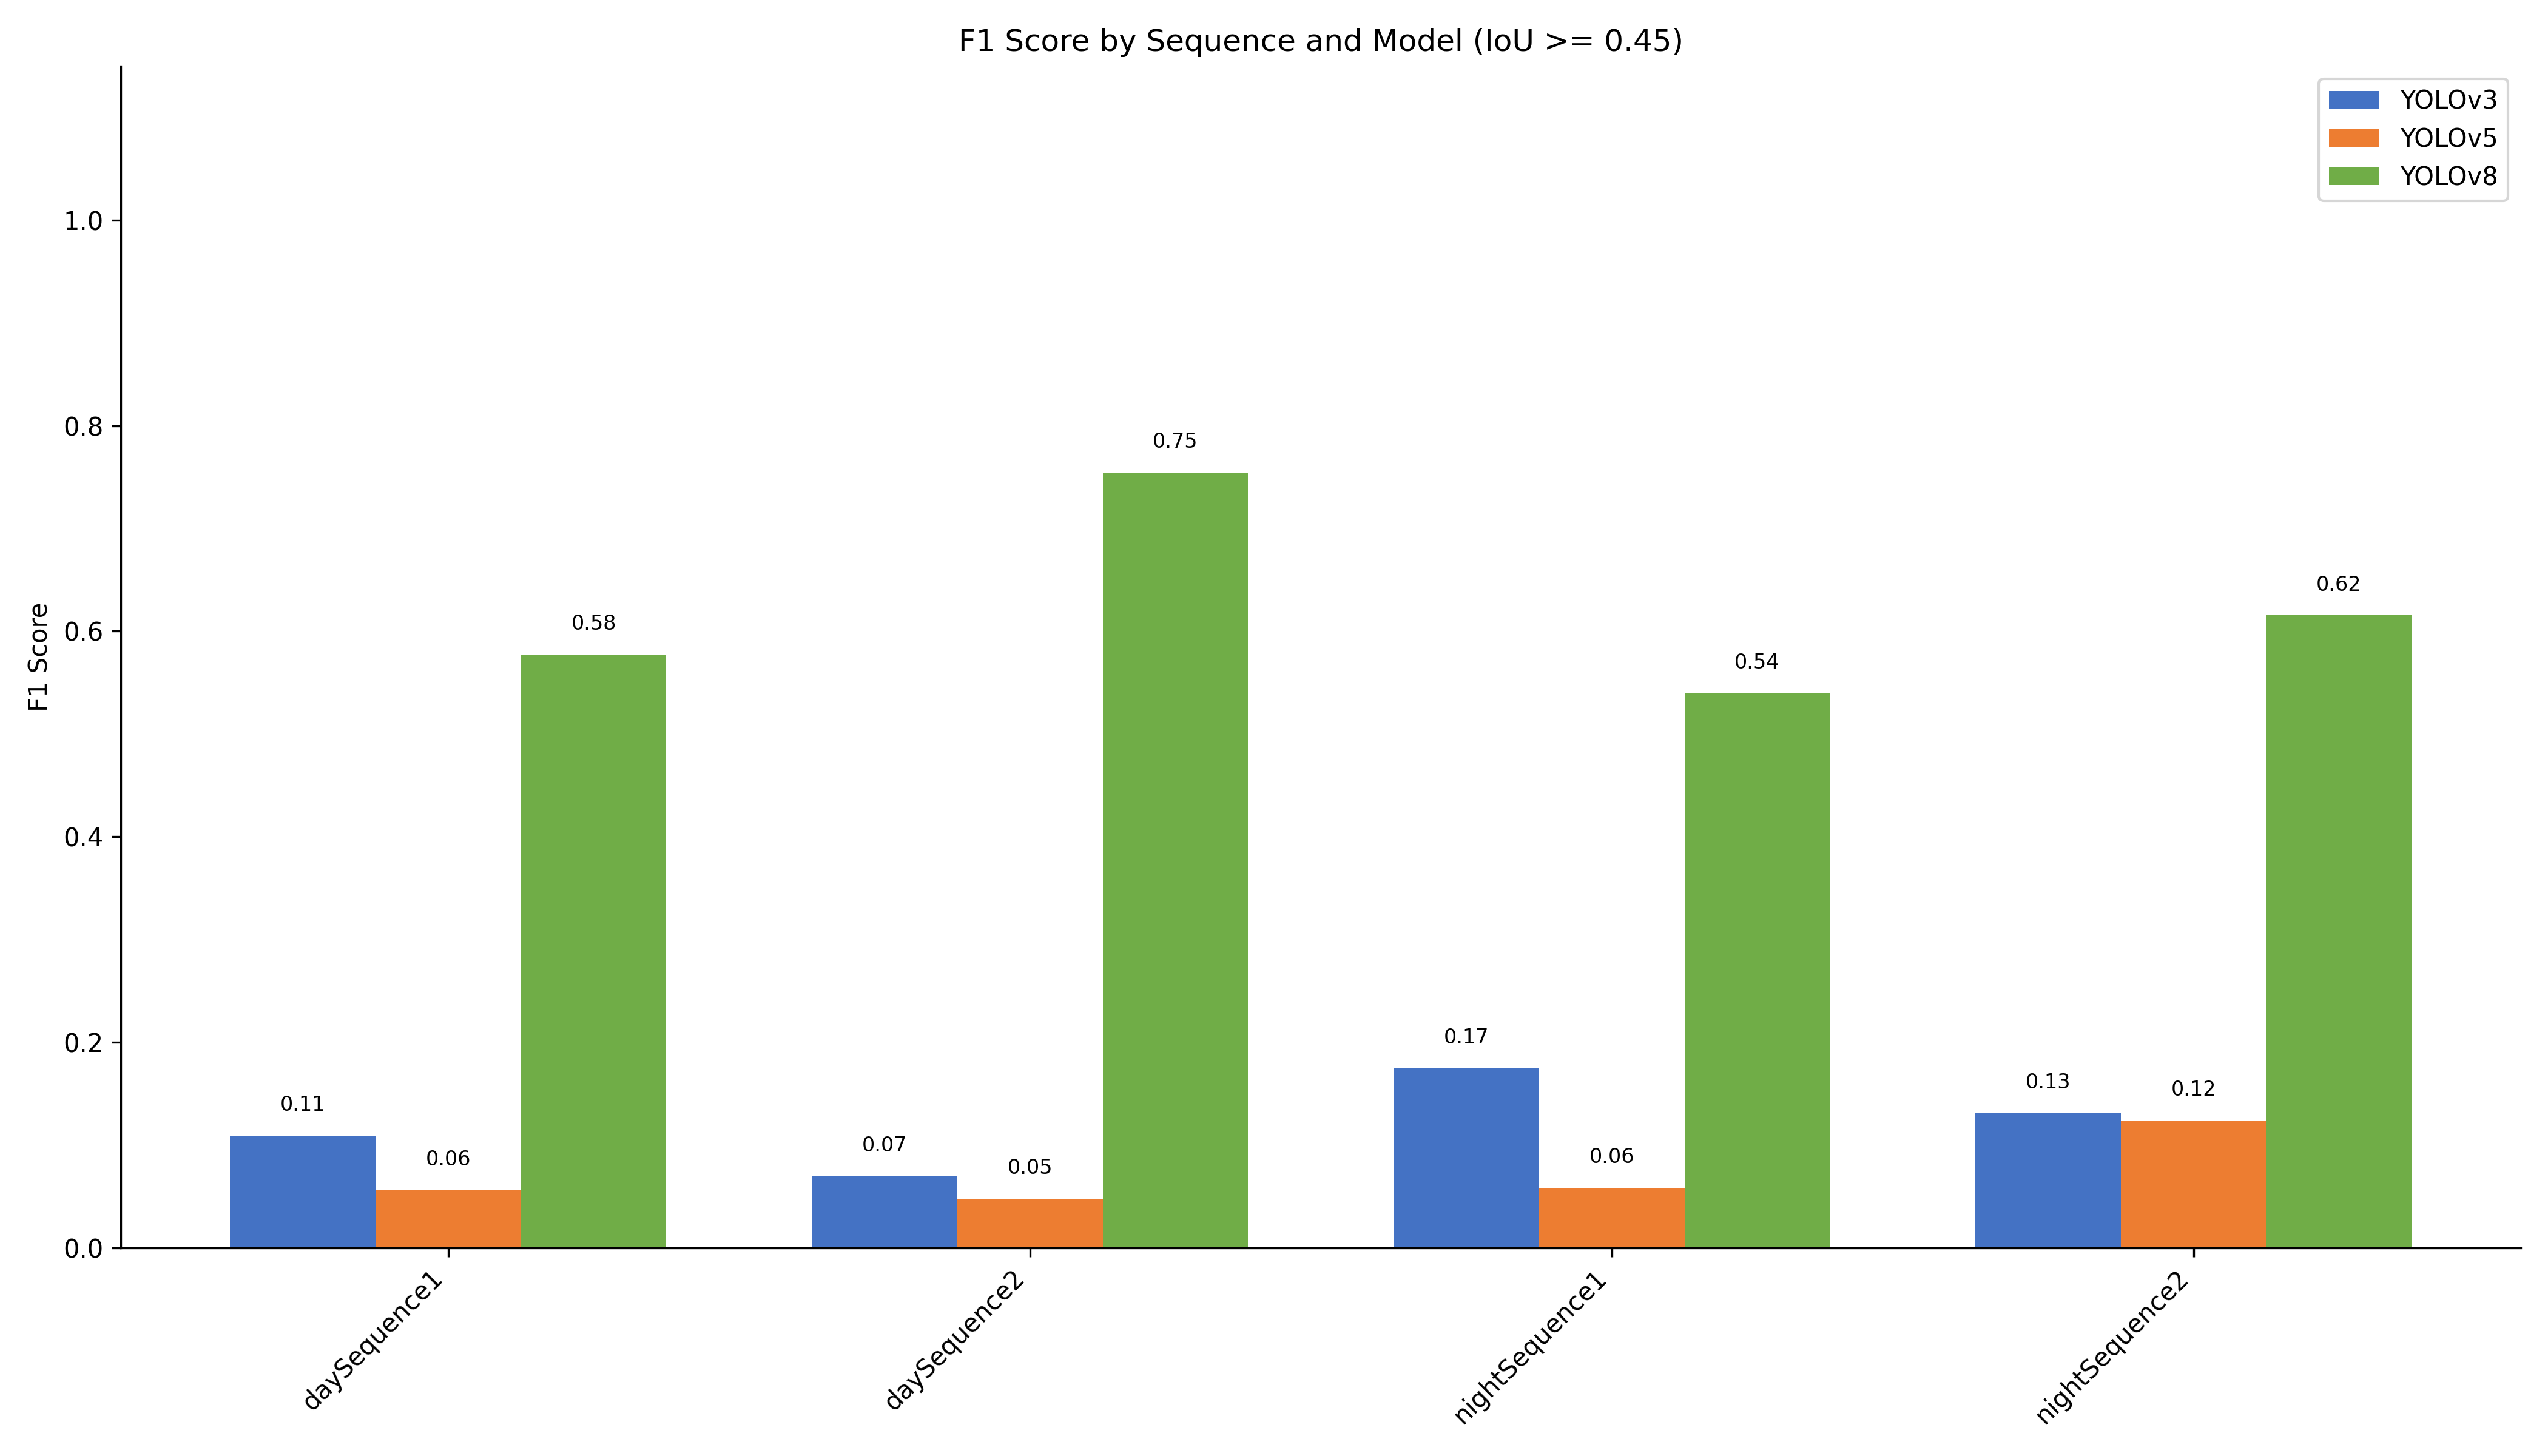 F1 Score by Sequence and Model (IoU >= 0.45)
YOLOv3
YOLOv5
YOLOv8
F1 Score
1.0
0.8
0.6
0.4
0.2
0.0
0.11
0.06
0.58
0.07
0.05
0.75
0.17
0.06
0.54
0.13
0.12
0.62
daySequence1
daySequence2
nightSequence1
nightSequence2